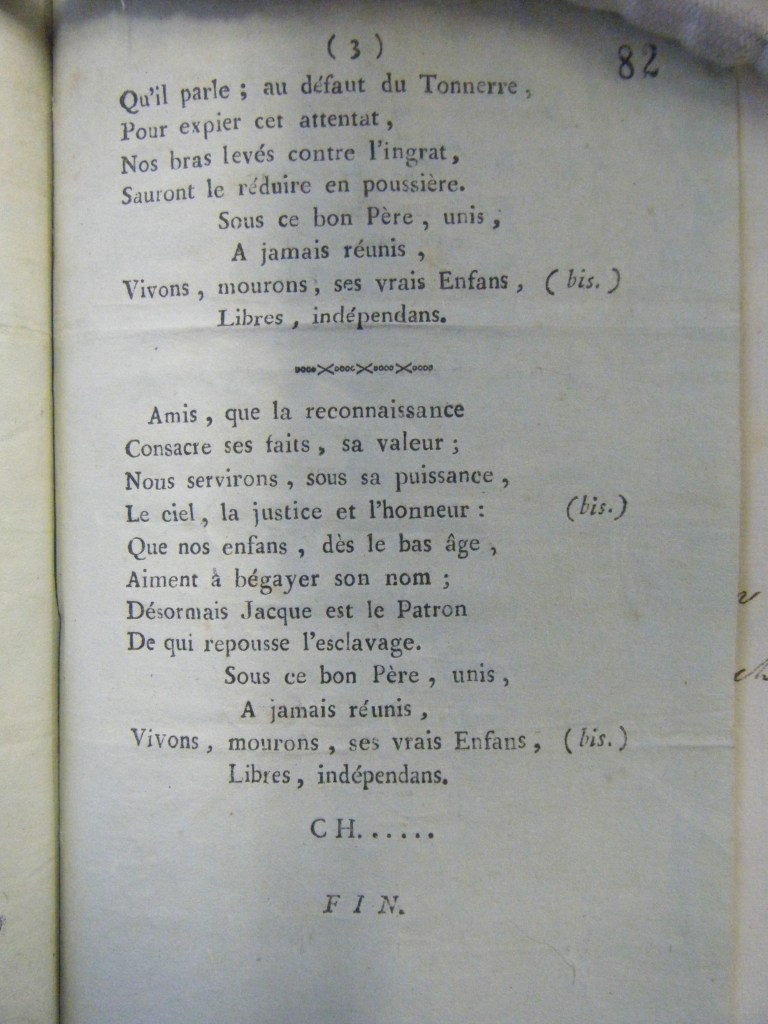 ( 3 )
82
Qu'il parle ; au défaut du Tonnerre ,
Pour expier cet attentat ,
Nos bras levés contre l'ingrat ,
Sauront le réduire en poussière.
Sous ce bon Père , unis ,
A jamais réunis ,
Vivons , mourons , ses vrais Enfans , ( bis. )
Libres , indépendans.
Amis , que la reconnaissance
Consacre ses faits , sa valeur ;
Nous servirons , sous sa puissance ,
Le ciel , la justice et l'honneur : (bis.)
Que nos enfans , dès le bas âge ,
Aiment à bégayer son nom ;
Désormais Jacque est le Patron
De qui repousse l'esclavage.
Sous ce bon Père , unis ,
A jamais réunis ,
Vivons , mourons , ses vrais Enfans , ( bis. )
Libres , indépendans.
C H. . . . . .
F I N.